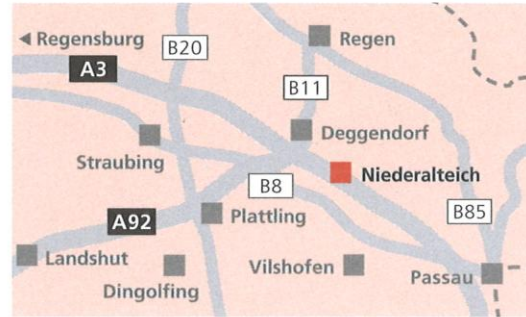 ◄ Regensburg
B20
Regen
A3
B11
Deggendorf
Straubing
Niederalteich
B8
B85
A92
Plattling
Landshut
Vilshofen
Passau
Dingolfing